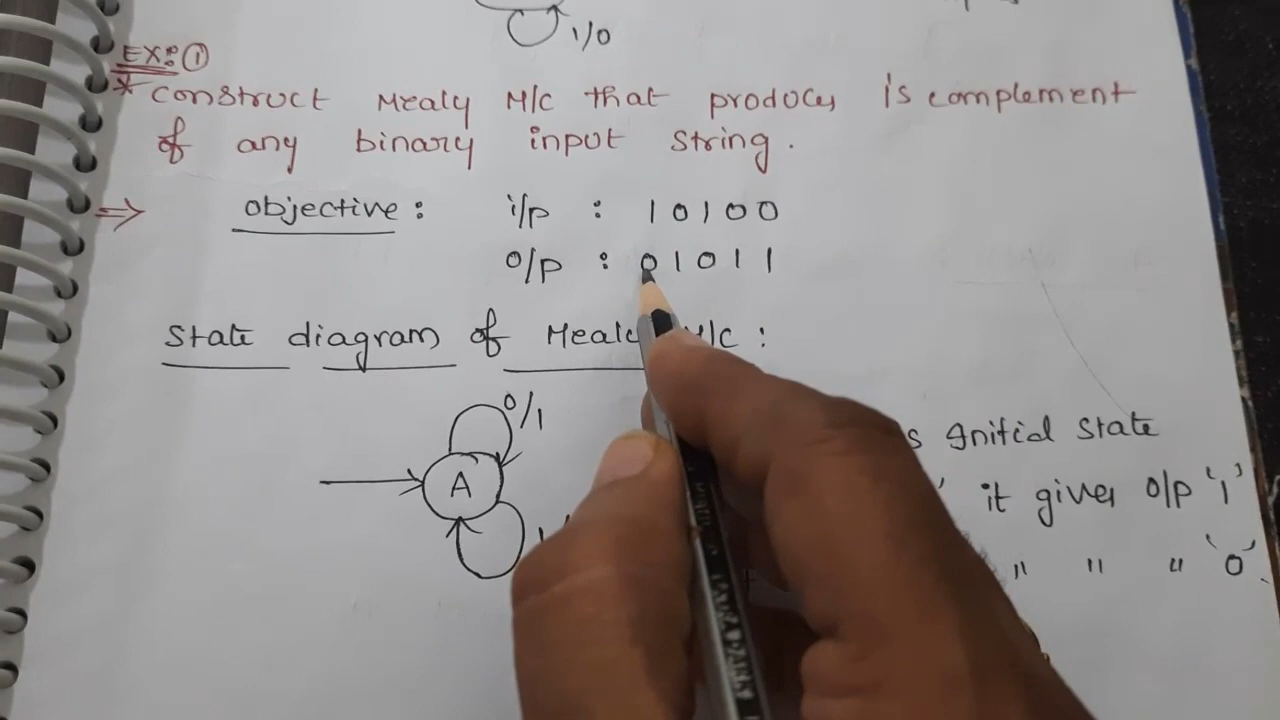 1/0
EX:①
* construct Mealy M/c that produces 1s complement
of any binary input string.
⇒ objective : i/p : 10100
o/p : 01011
State diagram of Mealy M/c :
0/1
A
Initial state
it gives o/p '1'
" " " '0'